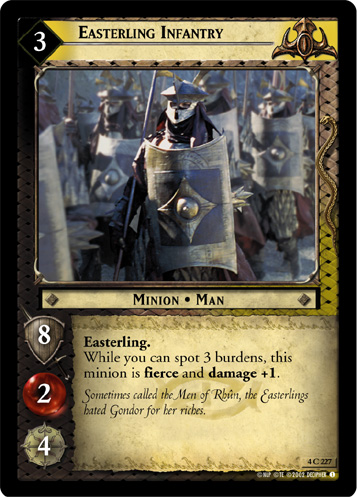 3
EASTERLING INFANTRY
MINION • MAN
8
Easterling.
While you can spot 3 burdens, this
minion is fierce and damage +1.
2
Sometimes called the Men of Rhûn, the Easterlings
hated Gondor for her riches.
4
4 C 227